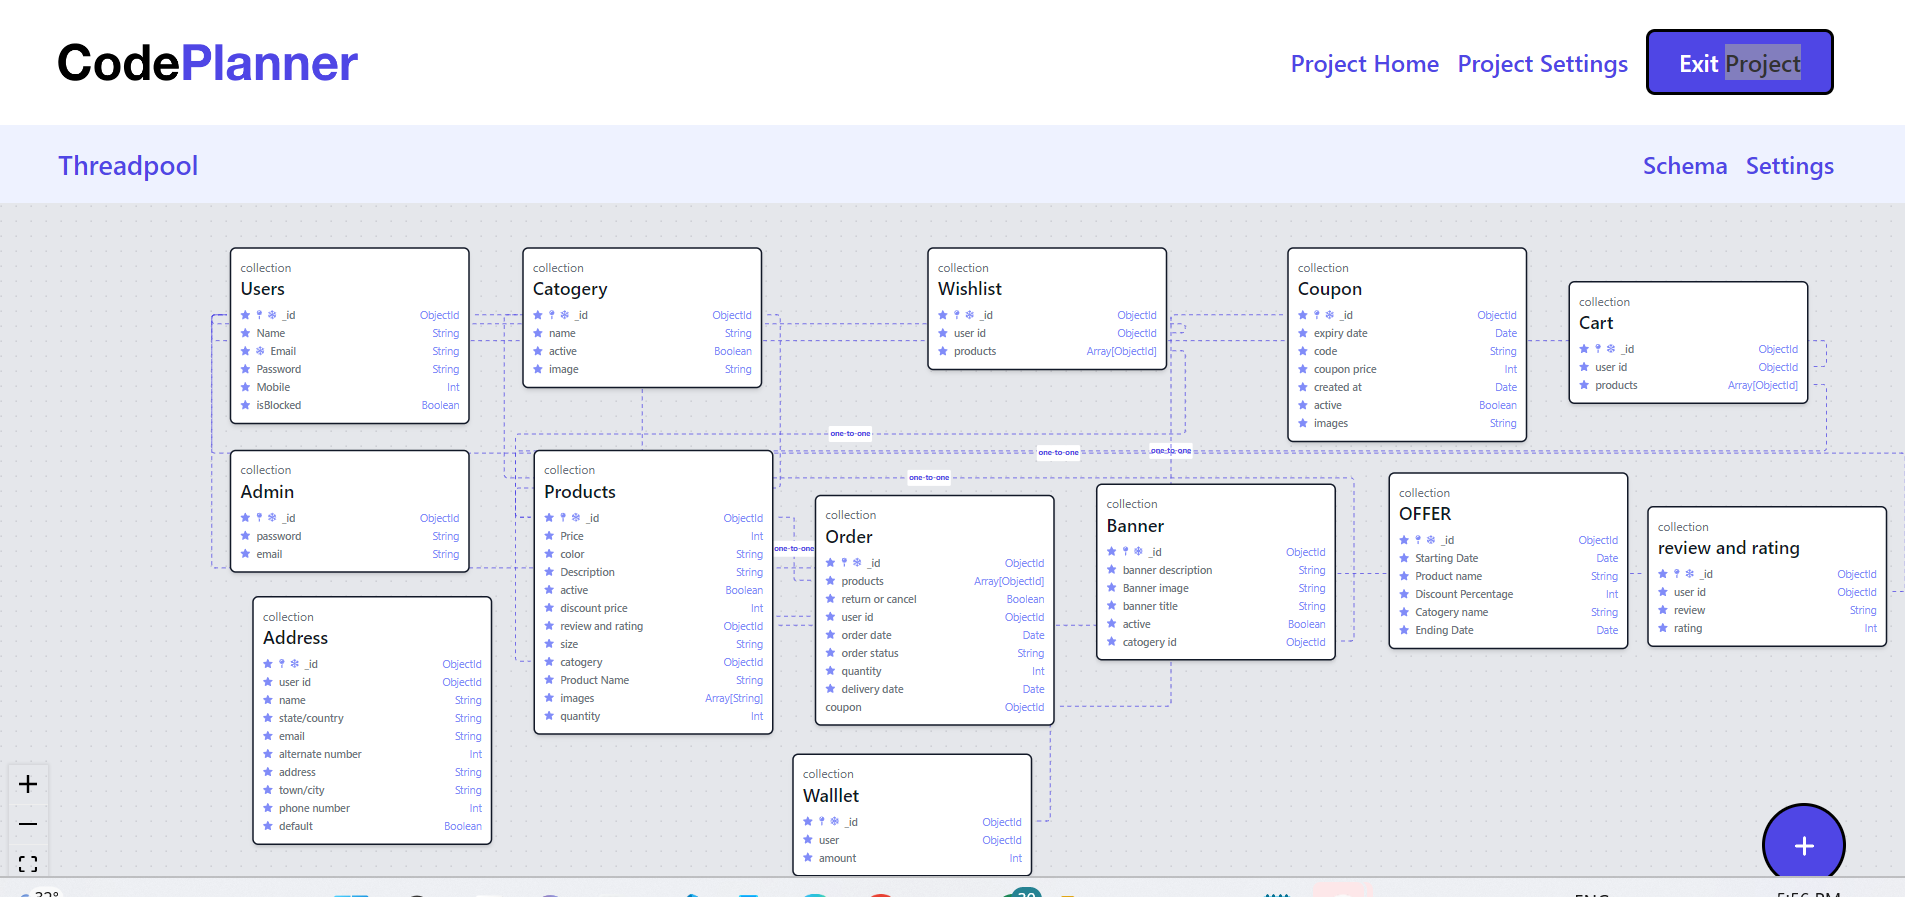 CodePlanner
Project Home Project Settings Exit Project
Threadpool
Schema Settings
collection
Users
_id ObjectId
Name String
Email String
Password String
Mobile Int
isBlocked Boolean
collection
Catogery
_id ObjectId
name String
active Boolean
image String
collection
Wishlist
_id ObjectId
user id ObjectId
products Array[ObjectId]
collection
Coupon
_id ObjectId
expiry date Date
code String
coupon price Int
created at Date
active Boolean
images String
collection
Cart
_id ObjectId
user id ObjectId
products Array[ObjectId]
one-to-one
one-to-one
one-to-one
one-to-one
one-to-one
collection
Admin
_id ObjectId
password String
email String
collection
Products
_id ObjectId
Price Int
color String
Description String
active Boolean
discount price Int
review and rating ObjectId
size String
catogery ObjectId
Product Name String
images Array[String]
quantity Int
collection
Order
_id ObjectId
products Array[ObjectId]
return or cancel Boolean
user id ObjectId
order date Date
order status String
quantity Int
delivery date Date
coupon ObjectId
collection
Banner
_id ObjectId
banner description String
Banner image String
banner title String
active Boolean
catogery id ObjectId
collection
OFFER
_id ObjectId
Starting Date Date
Product name String
Discount Percentage Int
Catogery name String
Ending Date Date
collection
review and rating
_id ObjectId
user id ObjectId
review String
rating Int
collection
Address
_id ObjectId
user id ObjectId
name String
state/country String
email String
alternate number Int
address String
town/city String
phone number Int
default Boolean
collection
Walllet
_id ObjectId
user ObjectId
amount Int